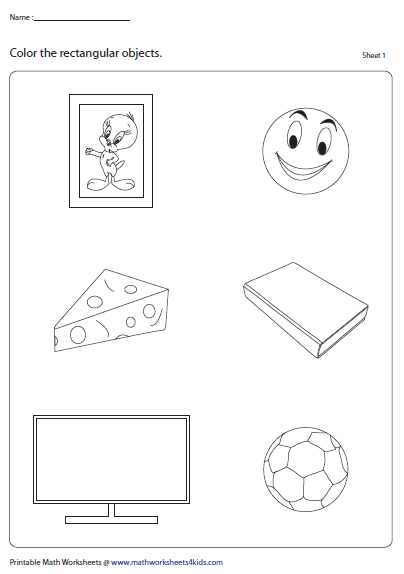 Name :
Color the rectangular objects.
Sheet 1
Printable Math Worksheets @ www.mathworksheets4kids.com